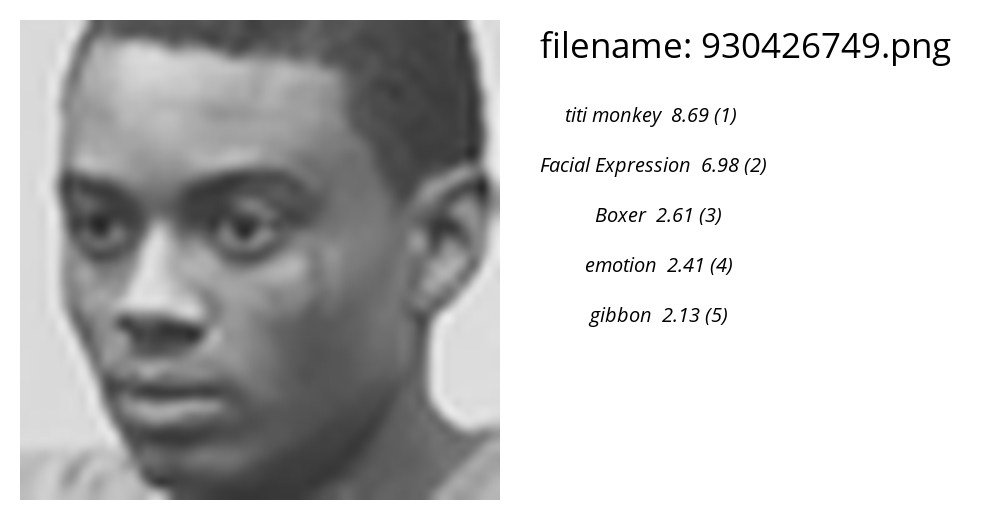 filename: 930426749.png
titi monkey 8.69 (1)
Facial Expression 6.98 (2)
Boxer 2.61 (3)
emotion 2.41 (4)
gibbon 2.13 (5)